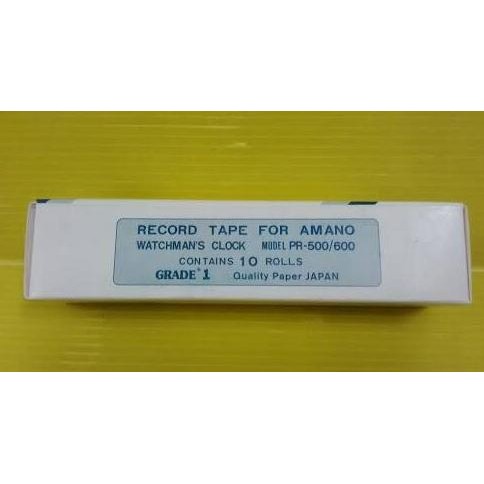 RECORD TAPE FOR AMANO
WATCHMAN'S CLOCK MODEL PR-500/600
CONTAINS 10 ROLLS
GRADE 1 Quality Paper JAPAN